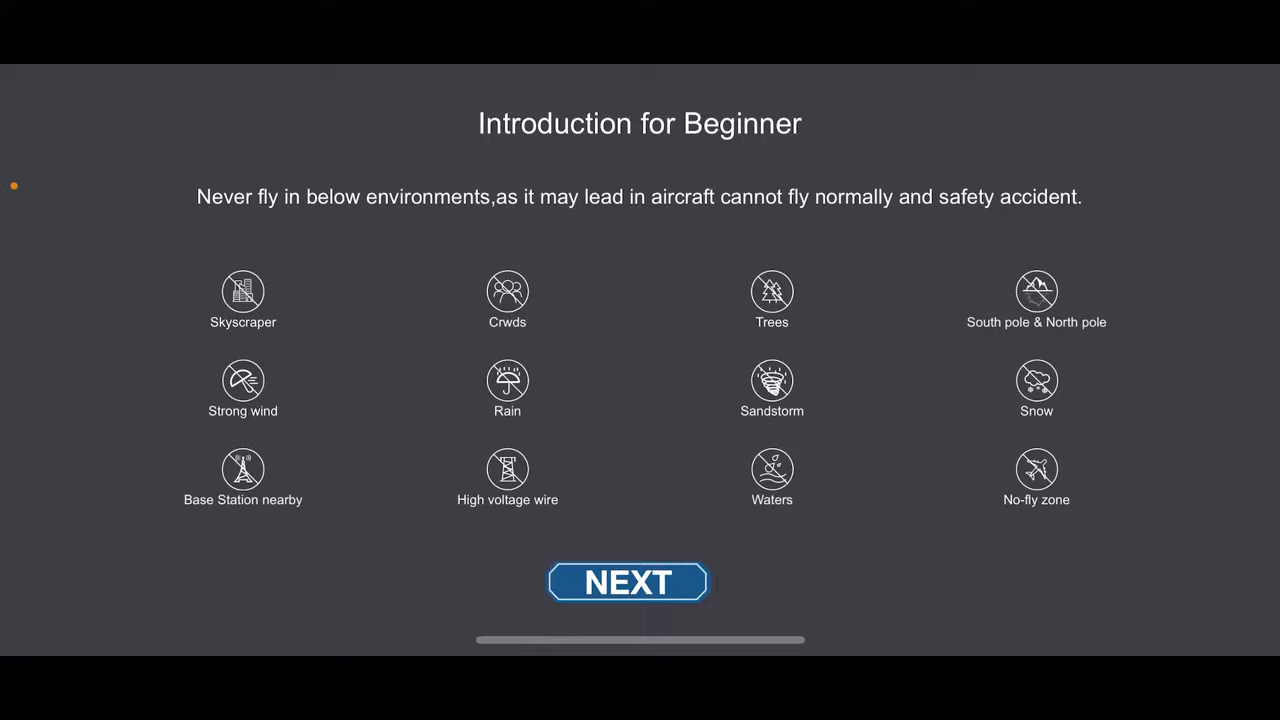 Introduction for Beginner
Never fly in below environments,as it may lead in aircraft cannot fly normally and safety accident.
Skyscraper
Crwds
Trees
South pole & North pole
Strong wind
Rain
Sandstorm
Snow
Base Station nearby
High voltage wire
Waters
No-fly zone
NEXT